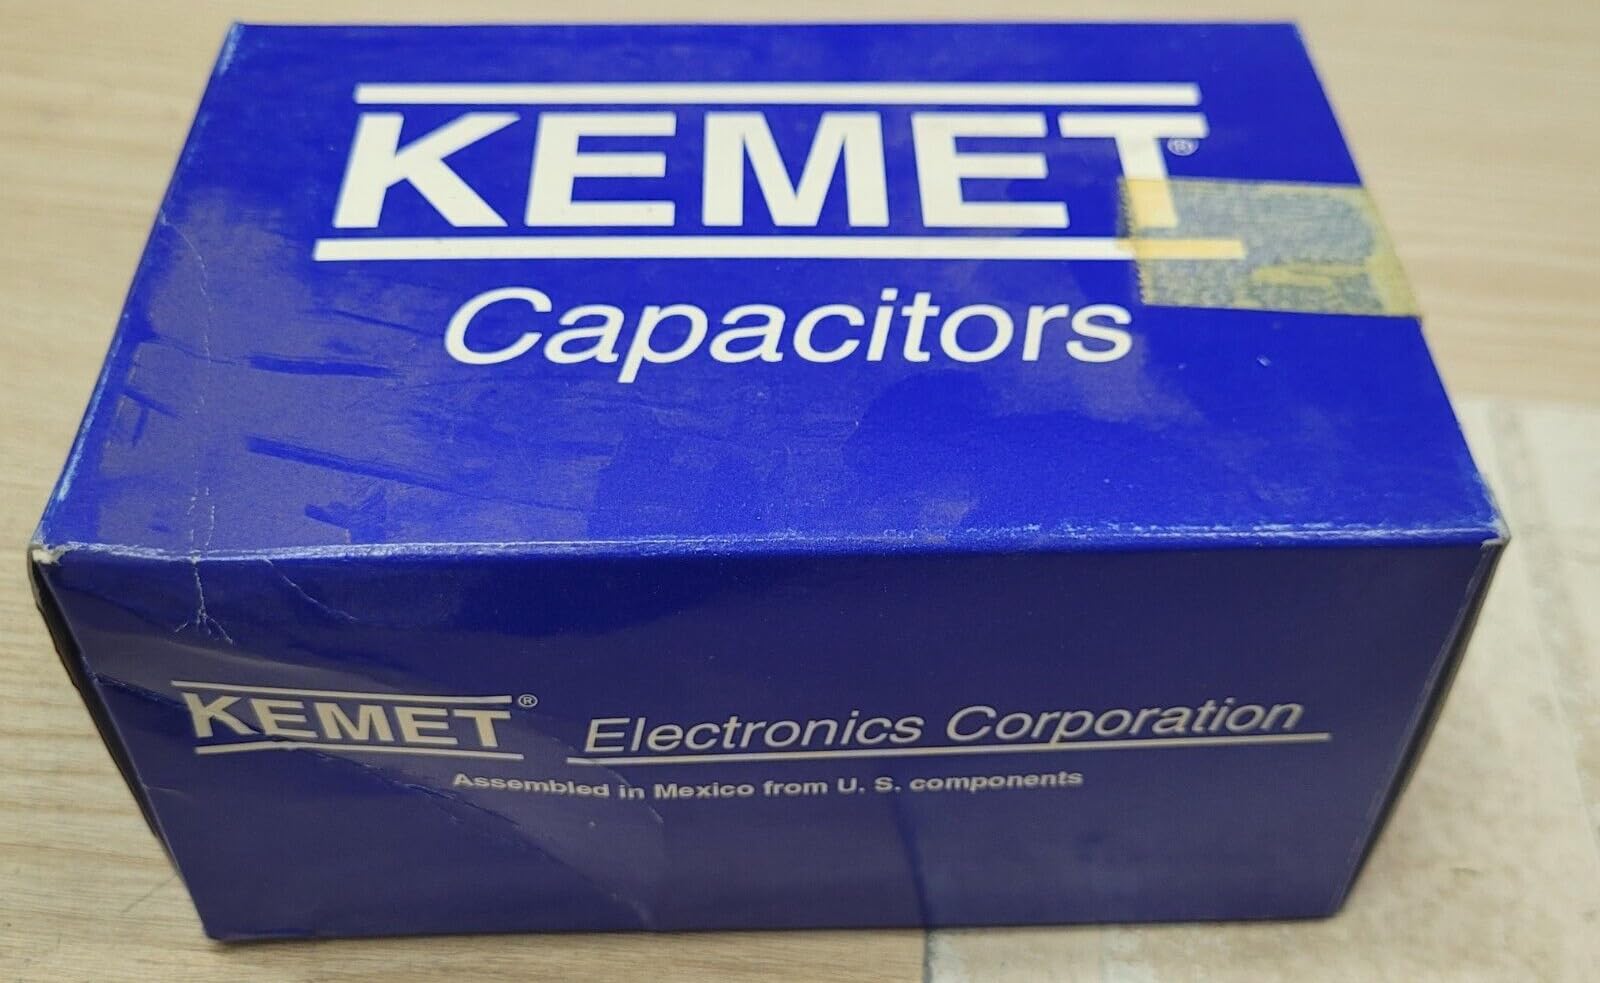 KEMET®
Capacitors
KEMET® Electronics Corporation
Assembled in Mexico from U. S. components